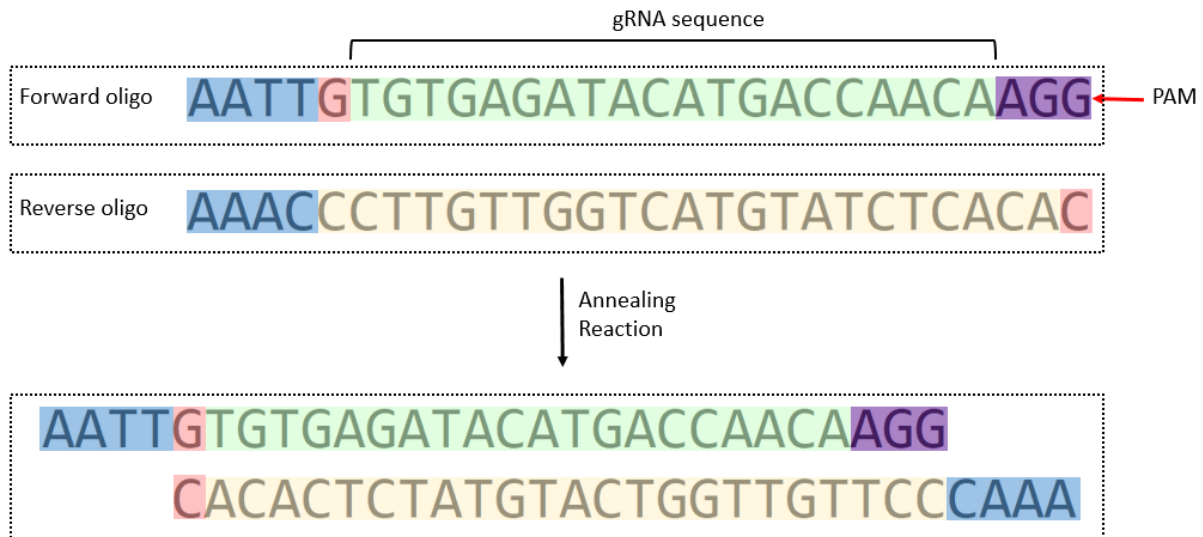 gRNA sequence
Forward oligo AATTGTGTGAGATACATGACCAACAAGG PAM
Reverse oligo AAACCCTTGTTGGTCATGTATCTCACAC
Annealing
Reaction
AATTGTGTGAGATACATGACCAACAAGG
CACACTCTATGTACTGGTTGTTCCCAAA